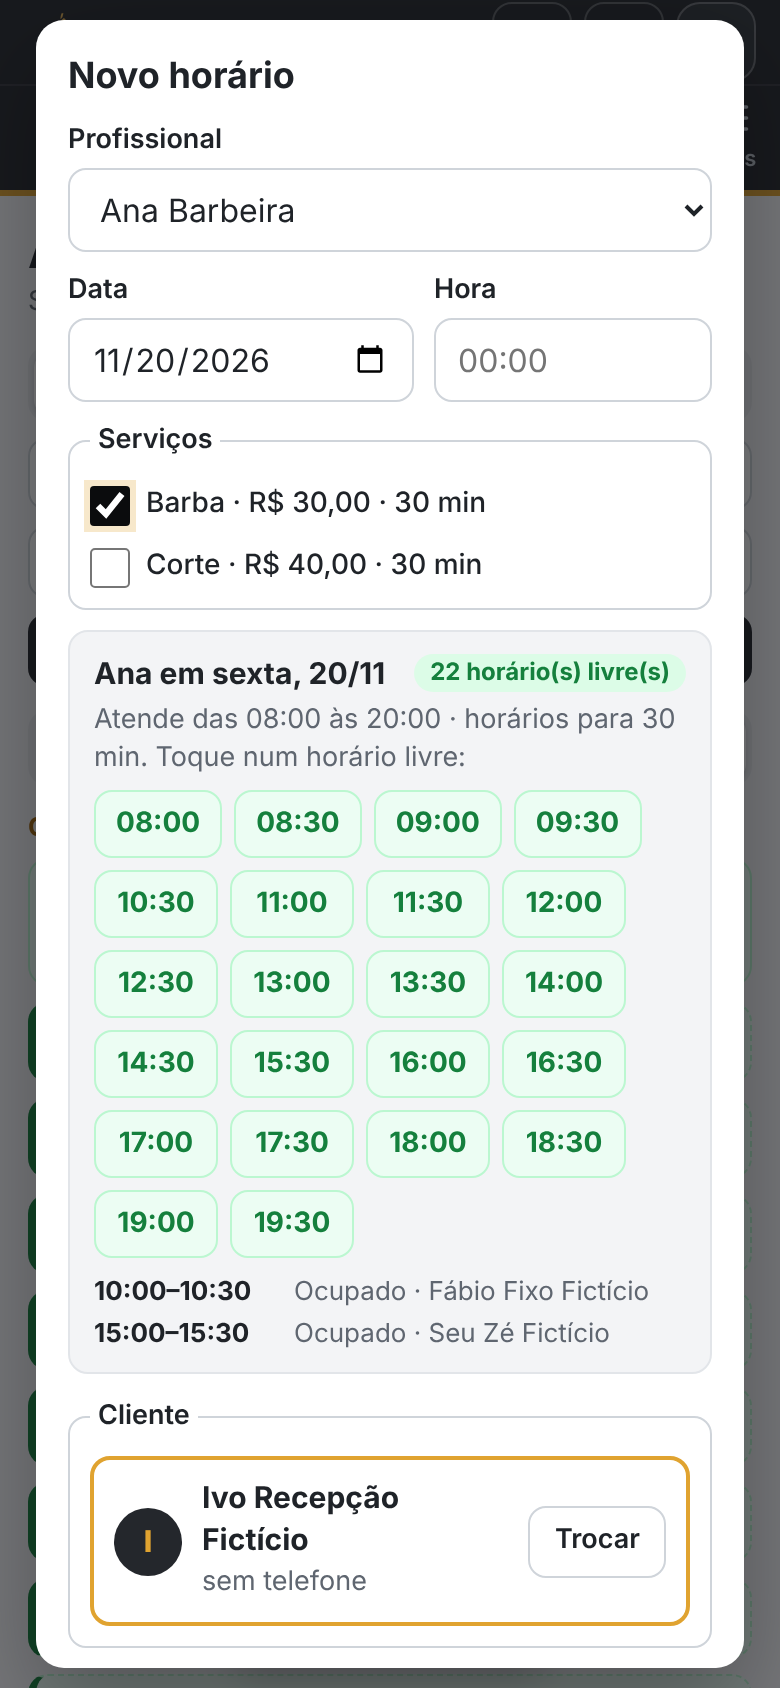 Novo horário
Profissional
Ana Barbeira
Data Hora
11/20/2026 00:00
Serviços
Barba · R$ 30,00 · 30 min
Corte · R$ 40,00 · 30 min
Ana em sexta, 20/11 22 horário(s) livre(s)
Atende das 08:00 às 20:00 · horários para 30
min. Toque num horário livre:
08:00 08:30 09:00 09:30
10:30 11:00 11:30 12:00
12:30 13:00 13:30 14:00
14:30 15:30 16:00 16:30
17:00 17:30 18:00 18:30
19:00 19:30
10:00–10:30 Ocupado · Fábio Fixo Fictício
15:00–15:30 Ocupado · Seu Zé Fictício
Cliente
I
Ivo Recepção
Fictício
sem telefone
Trocar